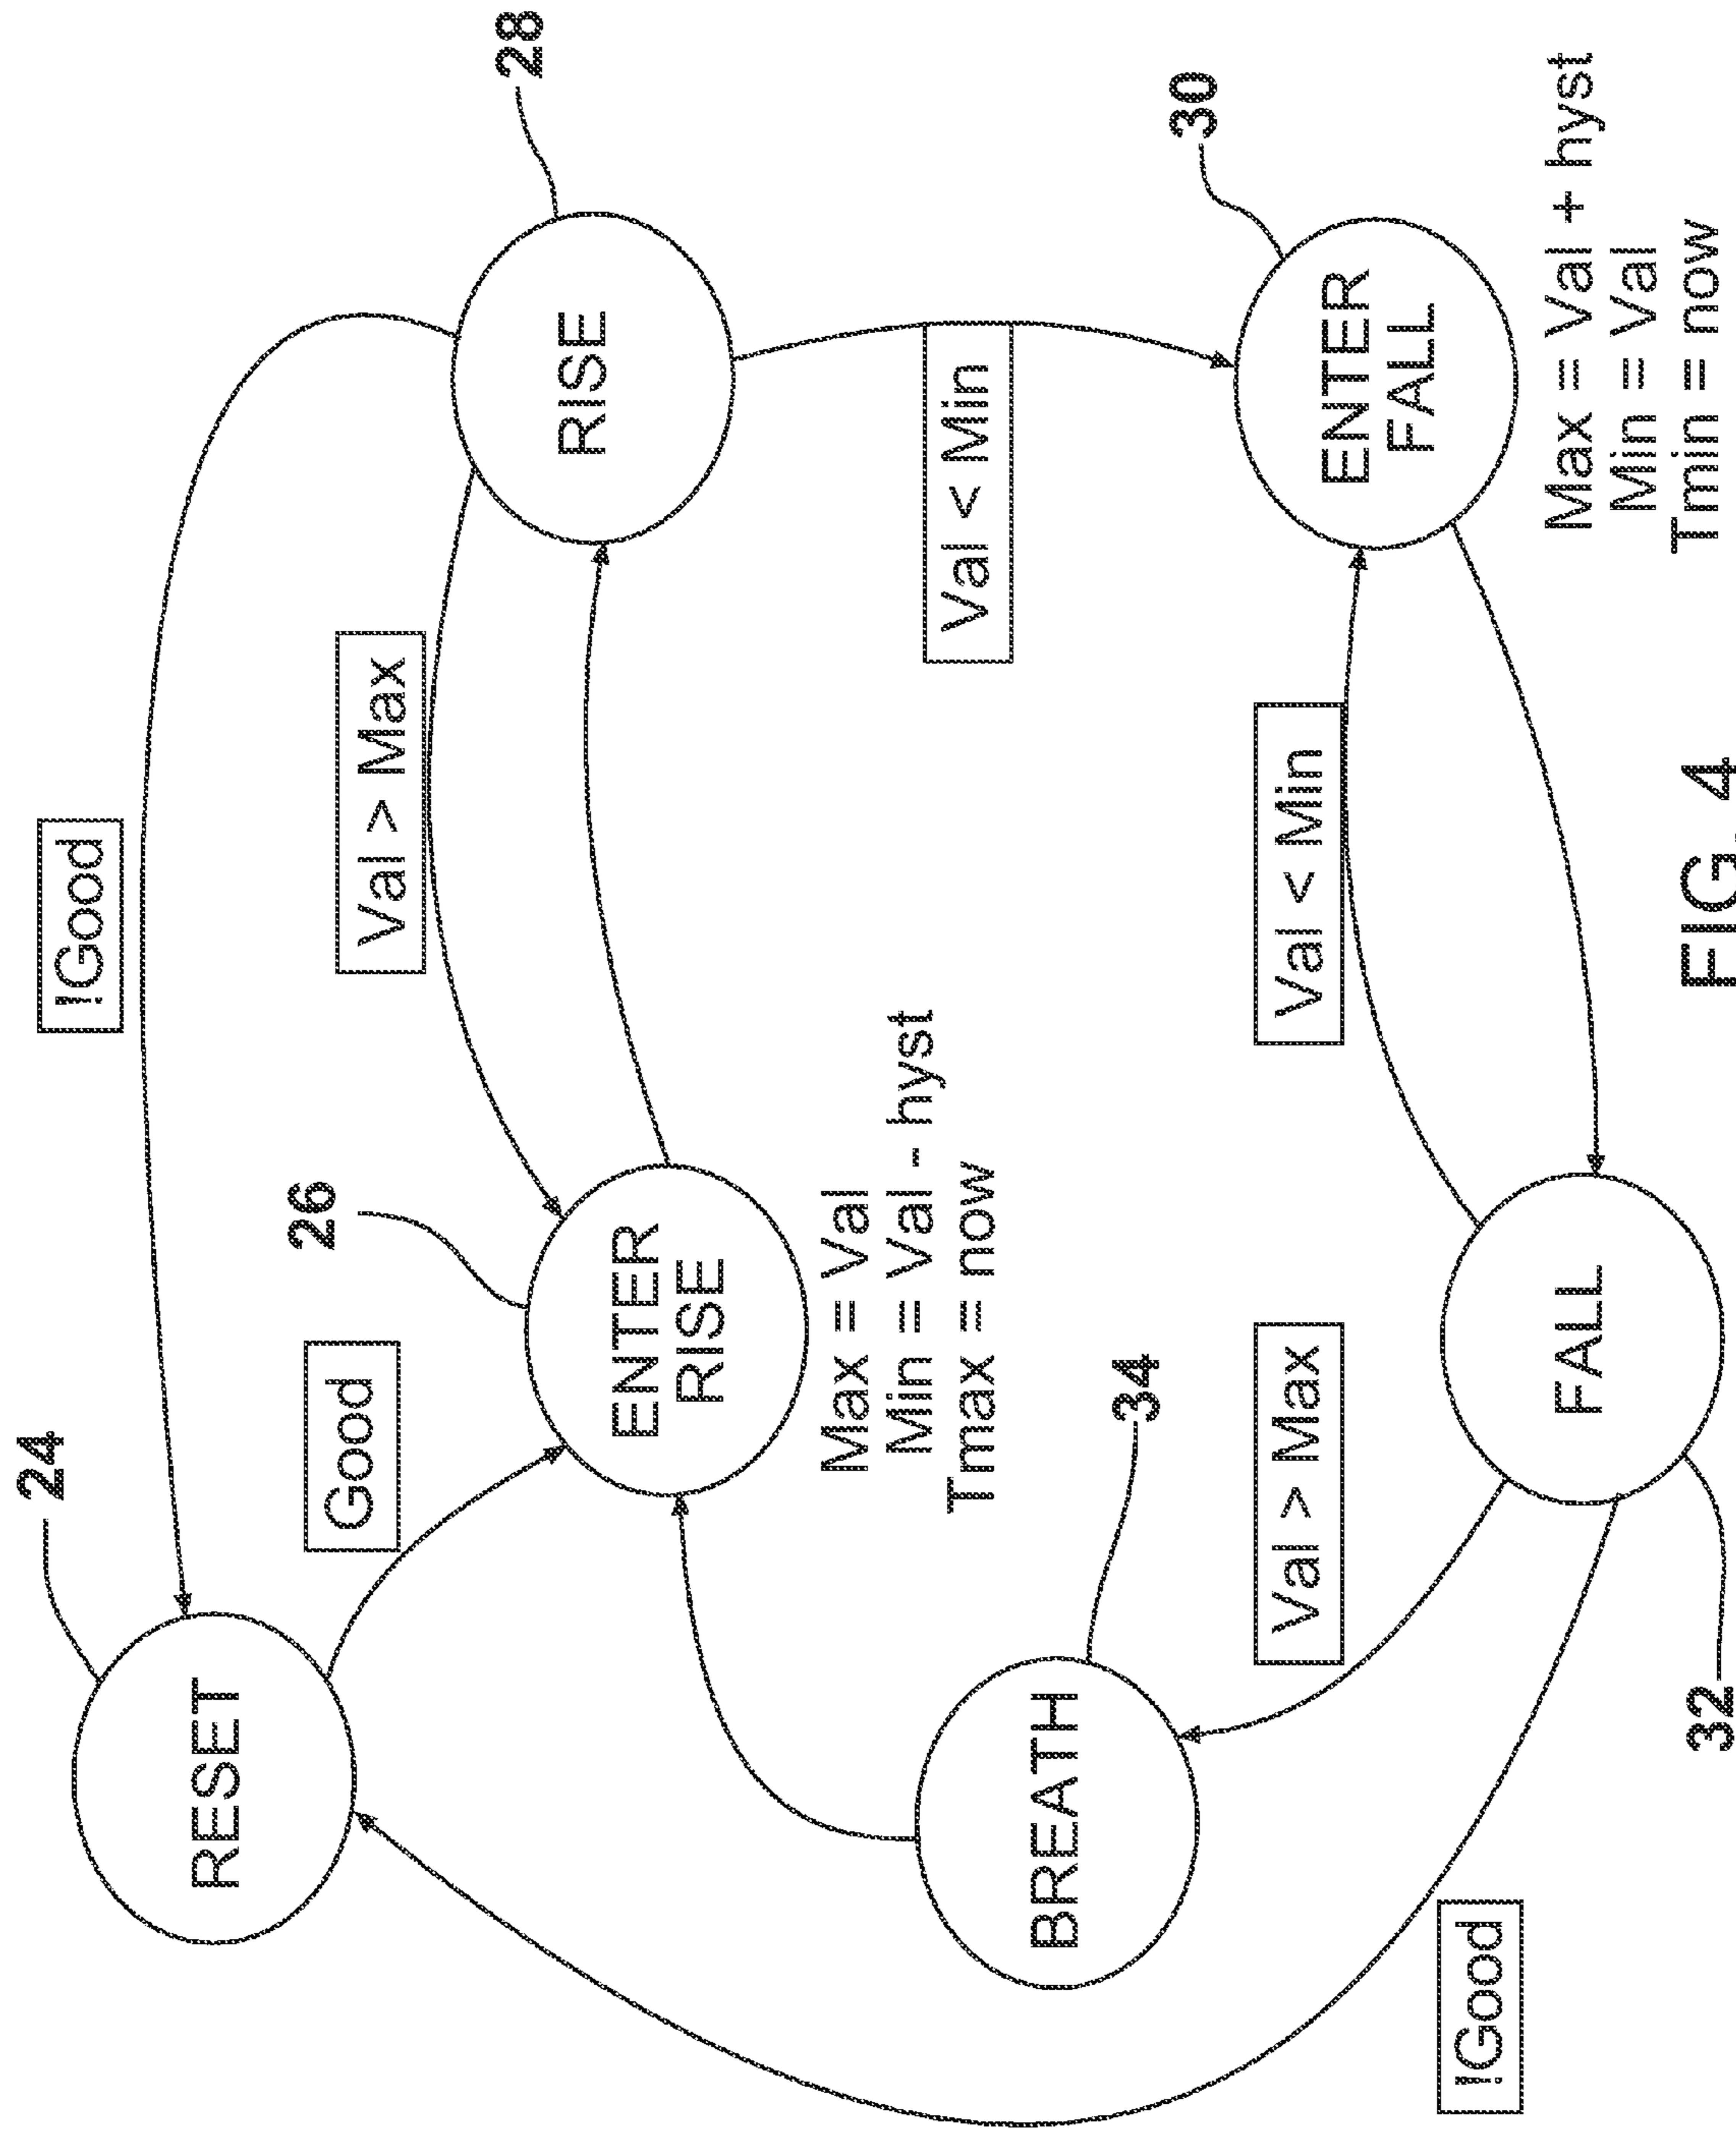 !Good
24
28
Good
26
Val > Max
RESET
ENTER
RISE
RISE
Max = Val
Min = Val - hyst
Tmax = now
Val < Min
34
30
BREATH
Val > Max
Val < Min
ENTER
FALL
!Good
32
FALL
Max = Val + hyst
Min = Val
Tmin = now
FIG. 4